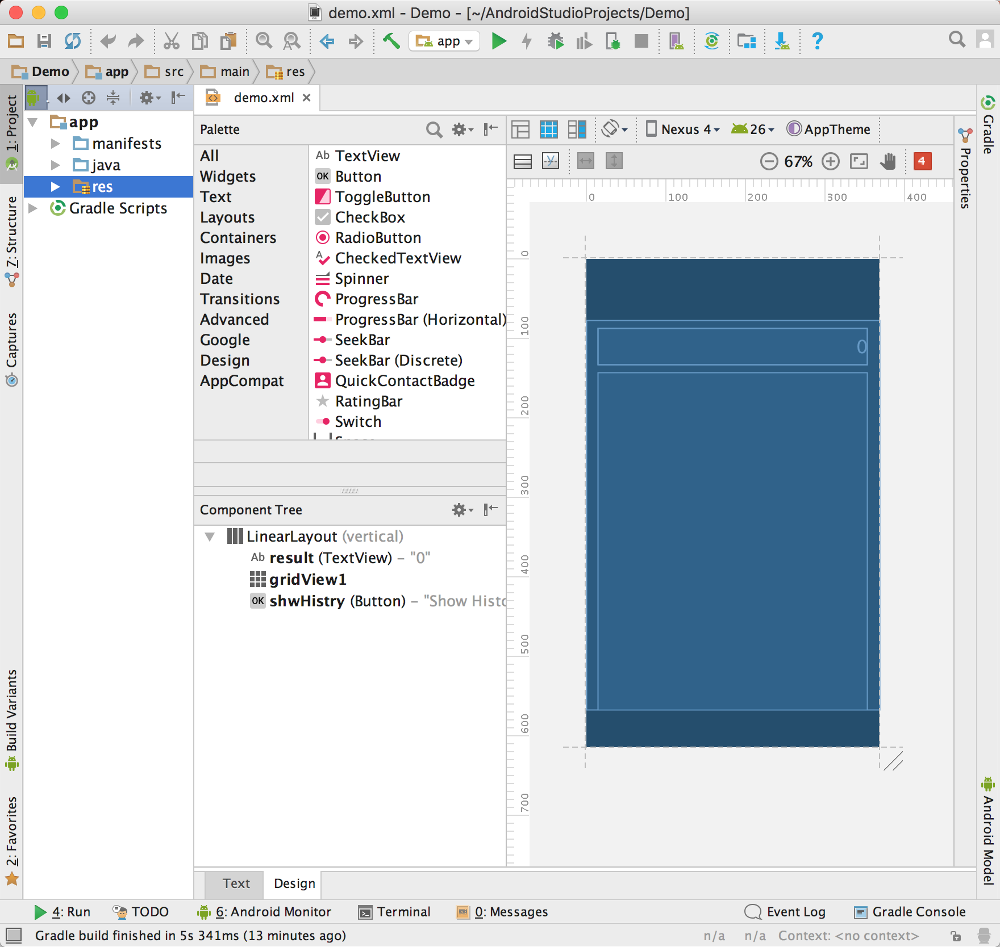 demo.xml - Demo - [~/AndroidStudioProjects/Demo]
app
Demo app src main res
demo.xml
1: Project
7: Structure
Captures
Build Variants
2: Favorites
app
manifests
java
res
Gradle Scripts
Palette
All
Widgets
Text
Layouts
Containers
Images
Date
Transitions
Advanced
Google
Design
AppCompat
Ab TextView
OK Button
ToggleButton
CheckBox
RadioButton
CheckedTextView
Spinner
ProgressBar
ProgressBar (Horizontal)
SeekBar
SeekBar (Discrete)
QuickContactBadge
RatingBar
Switch
Component Tree
LinearLayout (vertical)
Ab result (TextView) – "0"
gridView1
OK shwHistry (Button) – "Show Histo
Nexus 4 26 AppTheme
67% 4
0 100 200 300 400
0
100
200
300
400
500
600
700
0
Gradle
Properties
Android Model
Text Design
4: Run TODO 6: Android Monitor Terminal 0: Messages Event Log Gradle Console
Gradle build finished in 5s 341ms (13 minutes ago) n/a n/a Context: <no context>